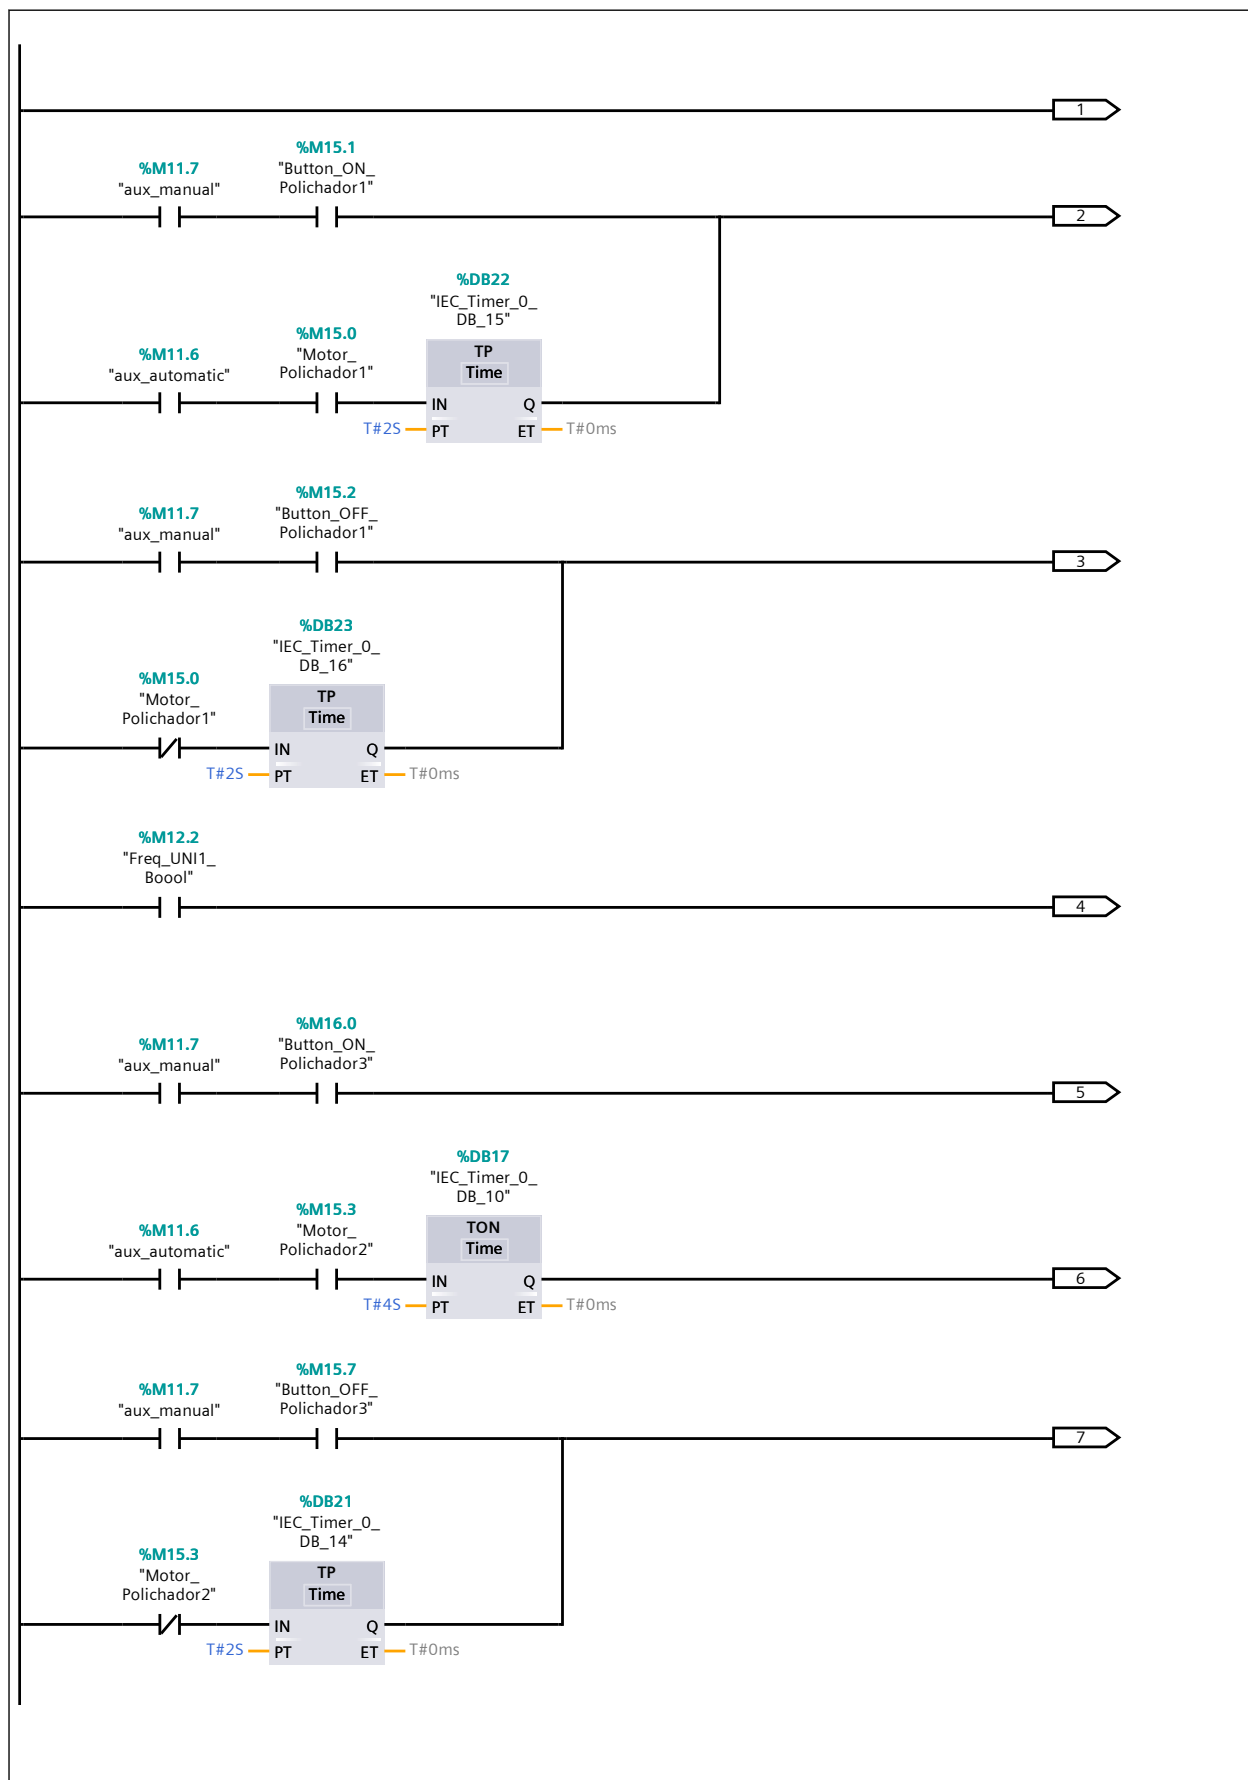 1
%M11.7
"aux_manual"
%M15.1
"Button_ON_
Polichador1"
2
%M11.6
"aux_automatic"
%M15.0
"Motor_
Polichador1"
%DB22
"IEC_Timer_0_
DB_15"
TP
Time
IN Q
T#2S PT ET T#0ms
%M11.7
"aux_manual"
%M15.2
"Button_OFF_
Polichador1"
3
%M15.0
"Motor_
Polichador1"
%DB23
"IEC_Timer_0_
DB_16"
TP
Time
IN Q
T#2S PT ET T#0ms
%M12.2
"Freq_UNI1_
Boool"
4
%M11.7
"aux_manual"
%M16.0
"Button_ON_
Polichador3"
5
%M11.6
"aux_automatic"
%M15.3
"Motor_
Polichador2"
%DB17
"IEC_Timer_0_
DB_10"
TON
Time
IN Q
T#4S PT ET T#0ms
6
%M11.7
"aux_manual"
%M15.7
"Button_OFF_
Polichador3"
7
%M15.3
"Motor_
Polichador2"
%DB21
"IEC_Timer_0_
DB_14"
TP
Time
IN Q
T#2S PT ET T#0ms